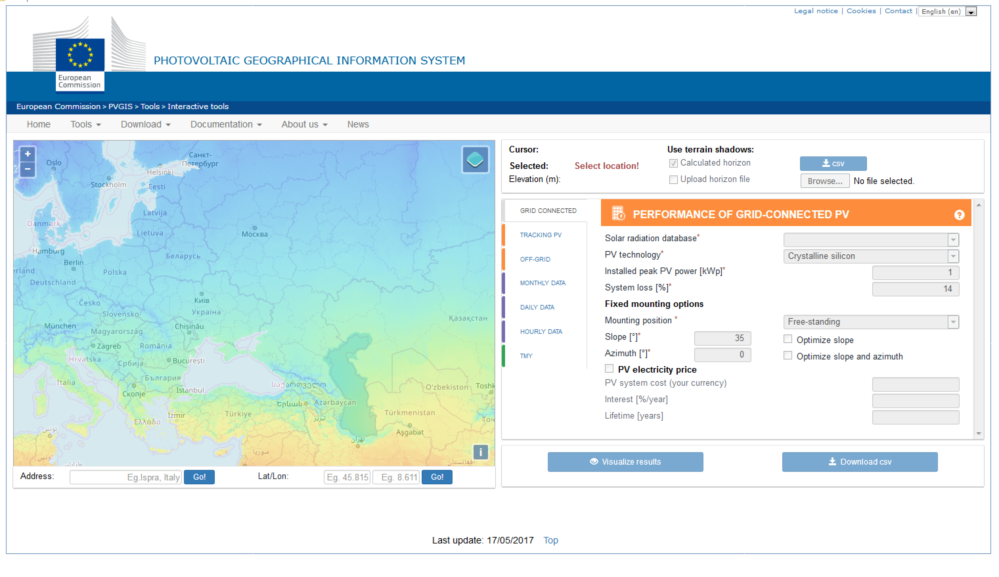 Legal notice | Cookies | Contact | English (en)
PHOTOVOLTAIC GEOGRAPHICAL INFORMATION SYSTEM
European
Commission
European Commission > PVGIS > Tools > Interactive tools
Home Tools Download Documentation About us News
+
−
Санкт-
Петербург
Oslo
Helsinki
Stockholm
Eesti
Latvija
Danmark
Lietuva
Москва
Hamburg
Беларусь
Berlin
erland
Polska
Deutschland
Česko
Київ
Slovensko
Україна
Қазақстан
München
Chișinău
Magyarország
Zagreb
România
Hrvatska
Србија
București
България
Italia
საქართველო
O'zbekiston
Toshk
Скопје
İstanbul
Երևան
Azərbaycan
Türkmenistan
İzmir
Türkiye
Ελλάδα
تبريز
Точ
تونس
Aşgabat
تهران
سوريا
تونس
افغانستان
طرابلس
i
Address: Eg.Ispra, Italy Go! Lat/Lon: Eg. 45.815 Eg. 8.611 Go!
Cursor:
Selected: Select location!
Elevation (m):
Use terrain shadows:
Calculated horizon csv
Upload horizon file Browse... No file selected.
GRID CONNECTED
TRACKING PV
OFF-GRID
MONTHLY DATA
DAILY DATA
HOURLY DATA
TMY
PERFORMANCE OF GRID-CONNECTED PV ?
Solar radiation database*
PV technology* Crystalline silicon
Installed peak PV power [kWp]* 1
System loss [%]* 14
Fixed mounting options
Mounting position * Free-standing
Slope [°]* 35 Optimize slope
Azimuth [°]* 0 Optimize slope and azimuth
PV electricity price
PV system cost (your currency)
Interest [%/year]
Lifetime [years]
Visualize results Download csv
Last update: 17/05/2017 Top